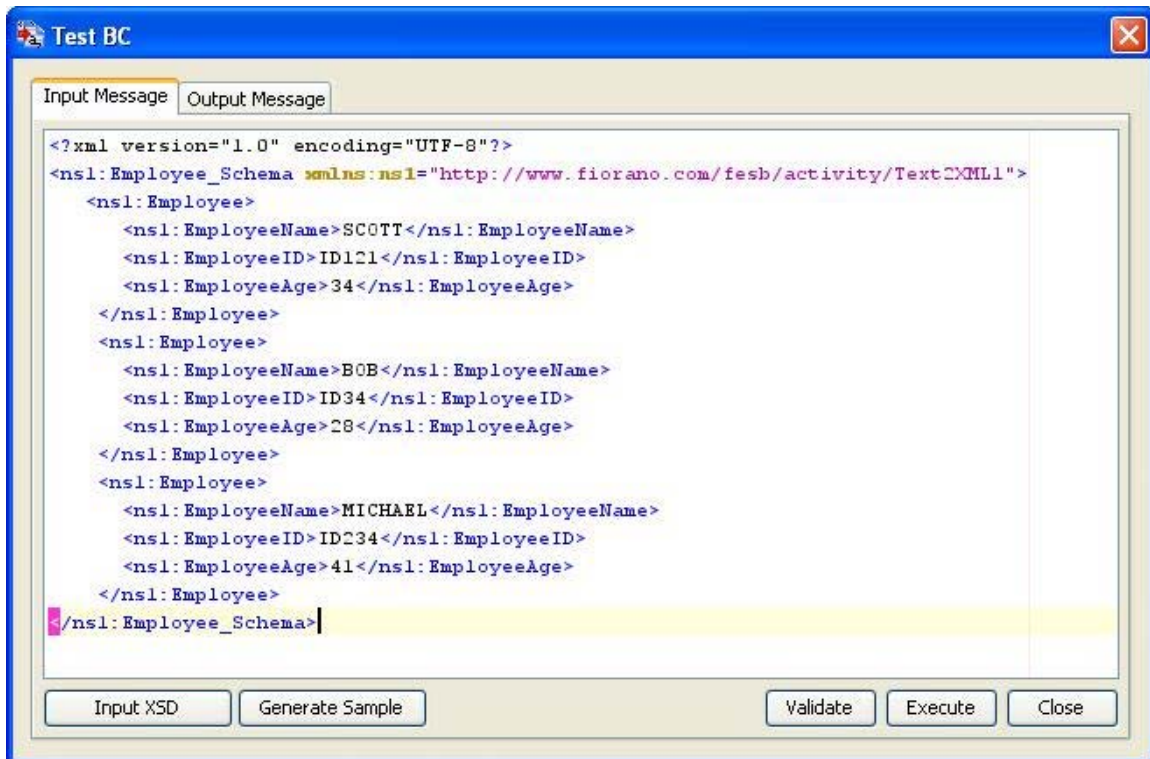 Test BC
Input Message Output Message
<?xml version="1.0" encoding="UTF-8"?>
<ns1:Employee_Schema xmlns:ns1="http://www.fiorano.com/fesb/activity/Text2XML1">
<ns1:Employee>
<ns1:EmployeeName>SCOTT</ns1:EmployeeName>
<ns1:EmployeeID>ID121</ns1:EmployeeID>
<ns1:EmployeeAge>34</ns1:EmployeeAge>
</ns1:Employee>
<ns1:Employee>
<ns1:EmployeeName>BOB</ns1:EmployeeName>
<ns1:EmployeeID>ID34</ns1:EmployeeID>
<ns1:EmployeeAge>28</ns1:EmployeeAge>
</ns1:Employee>
<ns1:Employee>
<ns1:EmployeeName>MICHAEL</ns1:EmployeeName>
<ns1:EmployeeID>ID234</ns1:EmployeeID>
<ns1:EmployeeAge>41</ns1:EmployeeAge>
</ns1:Employee>
</ns1:Employee_Schema>
Input XSD Generate Sample Validate Execute Close